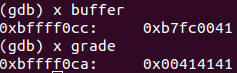 (gdb) x buffer
0xbffff0cc:     0xb7fc0041
(gdb) x grade
0xbffff0ca:     0x00414141